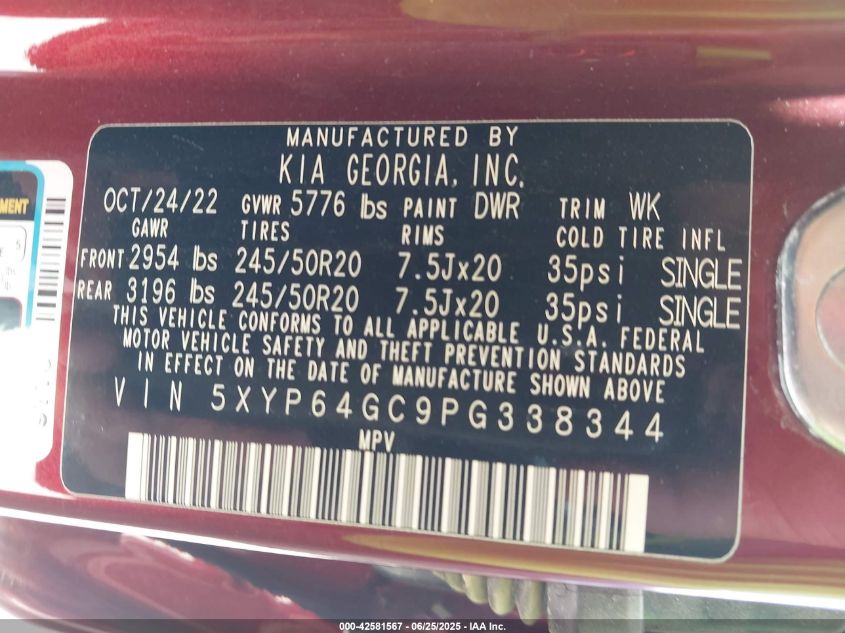 MANUFACTURED BY
KIA GEORGIA, INC.
OCT/24/22 GVWR 5776 lbs PAINT DWR TRIM WK
GAWR TIRES RIMS COLD TIRE INFL
FRONT 2954 lbs 245/50R20 7.5Jx20 35psi SINGLE
REAR 3196 lbs 245/50R20 7.5Jx20 35psi SINGLE
THIS VEHICLE CONFORMS TO ALL APPLICABLE U.S.A. FEDERAL
MOTOR VEHICLE SAFETY AND THEFT PREVENTION STANDARDS
IN EFFECT ON THE DATE OF MANUFACTURE SHOWN ABOVE
VIN 5XYP64GC9PG338344
MPV
000-42581567 - 06/25/2025 - IAA Inc.